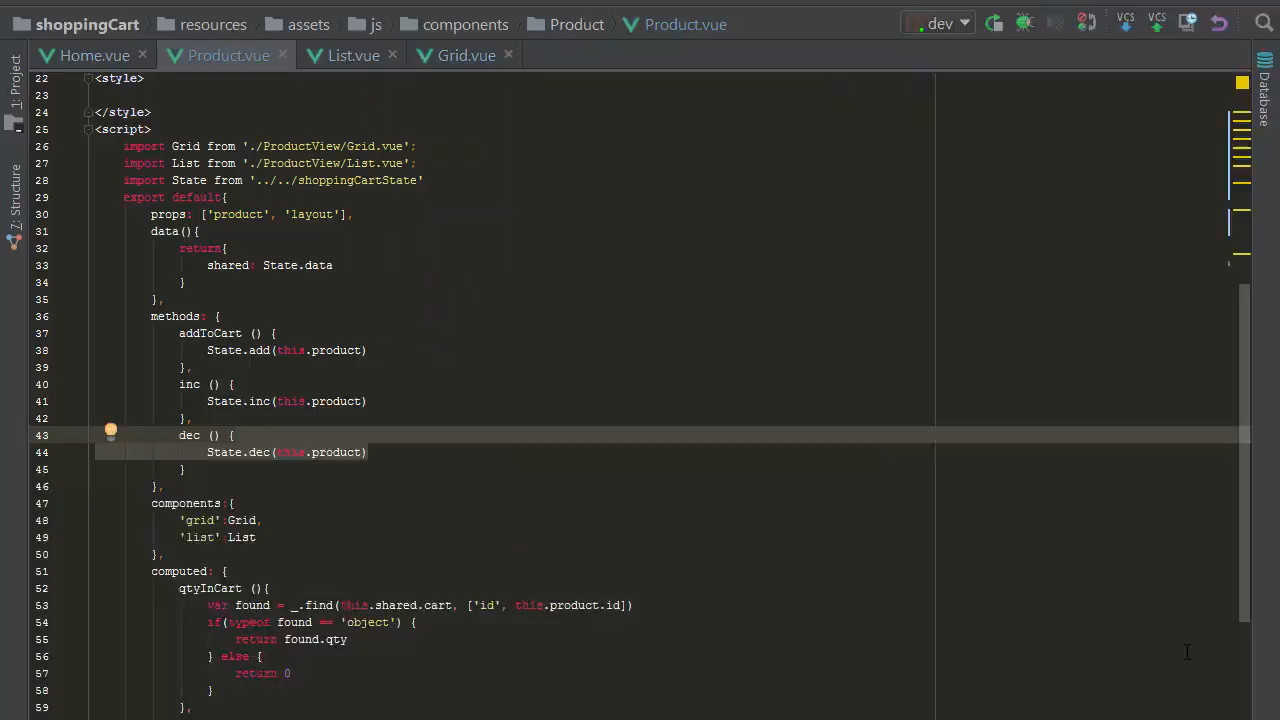 shoppingCart resources assets js components Product Product.vue dev VCS VCS
Home.vue Product.vue List.vue Grid.vue
1: Project
7: Structure
Database
22 <style>
23
24 </style>
25 <script>
26 import Grid from './ProductView/Grid.vue';
27 import List from './ProductView/List.vue';
28 import State from '../../shoppingCartState'
29 export default{
30 props: ['product', 'layout'],
31 data(){
32 return{
33 shared: State.data
34 }
35 },
36 methods: {
37 addToCart () {
38 State.add(this.product)
39 },
40 inc () {
41 State.inc(this.product)
42 },
43 dec () {
44 State.dec(this.product)
45 }
46 },
47 components:{
48 'grid':Grid,
49 'list':List
50 },
51 computed: {
52 qtyInCart (){
53 var found = _.find(this.shared.cart, ['id', this.product.id])
54 if(typeof found == 'object') {
55 return found.qty
56 } else {
57 return 0
58 }
59 },